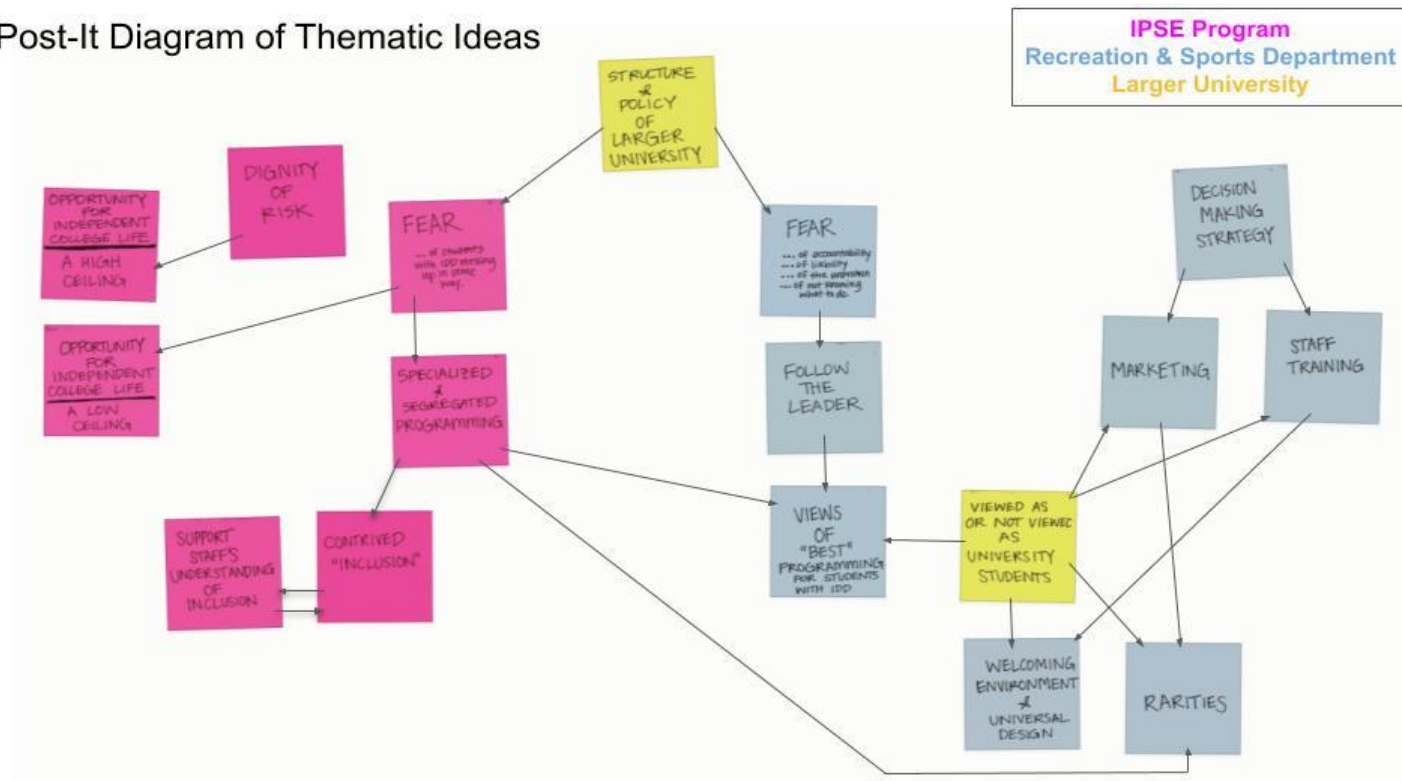 Post-It Diagram of Thematic Ideas
IPSE Program
Recreation & Sports Department
Larger University
STRUCTURE
&
POLICY
OF
LARGER
UNIVERSITY
DIGNITY
OF
RISK
OPPORTUNITY
FOR
INDEPENDENT
COLLEGE LIFE
A HIGH
CEILING
FEAR
... of students
with IDD messing
up in some
way.
FEAR
... of accountability
... of liability
... of the unknown
... of not knowing
what to do.
DECISION
MAKING
STRATEGY
OPPORTUNITY
FOR
INDEPENDENT
COLLEGE LIFE
A LOW
CEILING
SPECIALIZED
&
SEGREGATED
PROGRAMMING
FOLLOW
THE
LEADER
MARKETING
STAFF
TRAINING
SUPPORT
STAFF'S
UNDERSTANDING
OF
INCLUSION
CONTRIVED
"INCLUSION"
VIEWS
OF
"BEST"
PROGRAMMING
FOR STUDENTS
WITH IDD
VIEWED AS
OR NOT VIEWED
AS
UNIVERSITY
STUDENTS
WELCOMING
ENVIRONMENT
&
UNIVERSAL
DESIGN
RARITIES